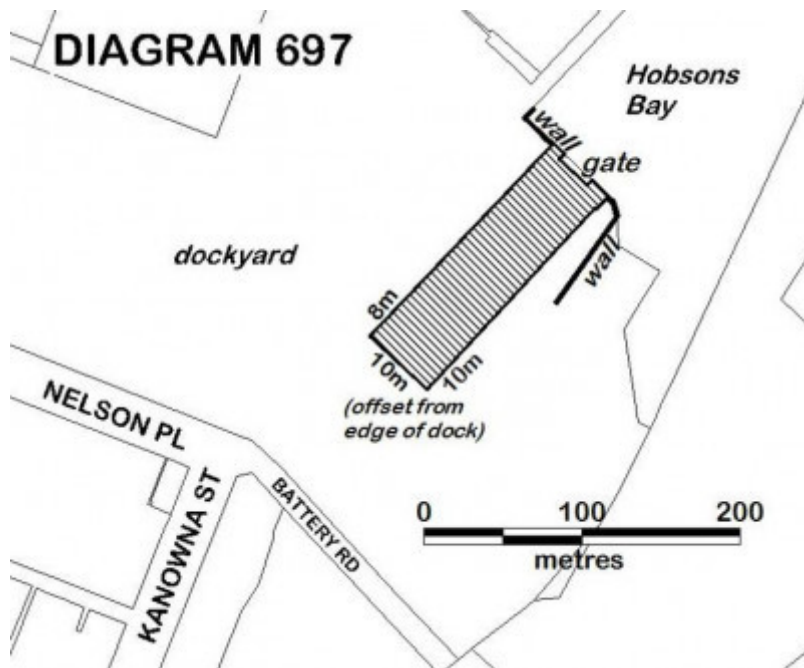 DIAGRAM 697
Hobsons
Bay
wall
gate
dockyard
wall
8m
10m
10m
(offset from
edge of dock)
NELSON PL
KANOWNA ST
BATTERY RD
0 100 200
metres